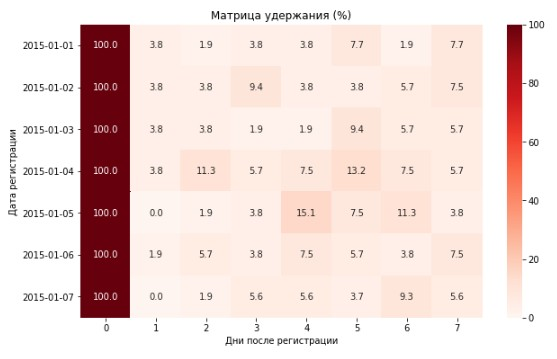 Матрица удержания (%)
2015-01-01 100.0 3.8 1.9 3.8 3.8 7.7 1.9 7.7
2015-01-02 100.0 3.8 3.8 9.4 3.8 3.8 5.7 7.5
2015-01-03 100.0 3.8 3.8 1.9 1.9 9.4 5.7 5.7
2015-01-04 100.0 3.8 11.3 5.7 7.5 13.2 7.5 5.7
2015-01-05 100.0 0.0 1.9 3.8 15.1 7.5 11.3 3.8
2015-01-06 100.0 1.9 5.7 3.8 7.5 5.7 3.8 7.5
2015-01-07 100.0 0.0 1.9 5.6 5.6 3.7 9.3 5.6
0 1 2 3 4 5 6 7
Дни после регистрации
Дата регистрации
100
80
60
40
20
0